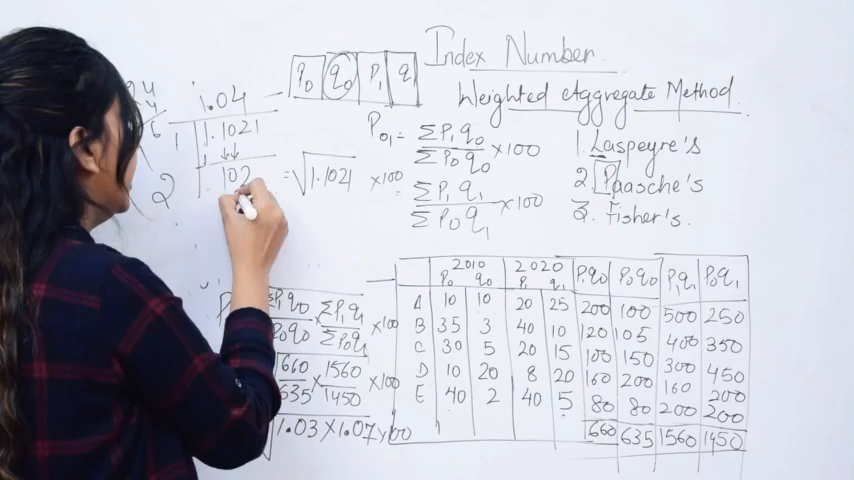 Index Number.
P0 q0 P1 q1
Weighted Aggregate Method
1.04
1 1.1021
102
2
= √1.1021 ×100
P01 = ΣP1q0 / ΣP0q0 ×100
ΣP1q1 / ΣP0q1 ×100
1. Laspeyre's
2. Paasche's
3. Fisher's.
ΣP1q1 / ΣP0q1 ×100
660 / 635 × 1560 / 1450 ×100
1.03 × 1.07 ×100
2010 2020
P0 q0 P1 q1 P1q0 P0q0 P1q1 P0q1
A 10 10 20 25 200 100 500 250
B 35 3 40 10 120 105 400 350
C 30 5 20 15 100 150 300 450
D 10 20 8 20 160 200 160 200
E 40 2 40 5 80 80 200 200
660 635 1560 1450